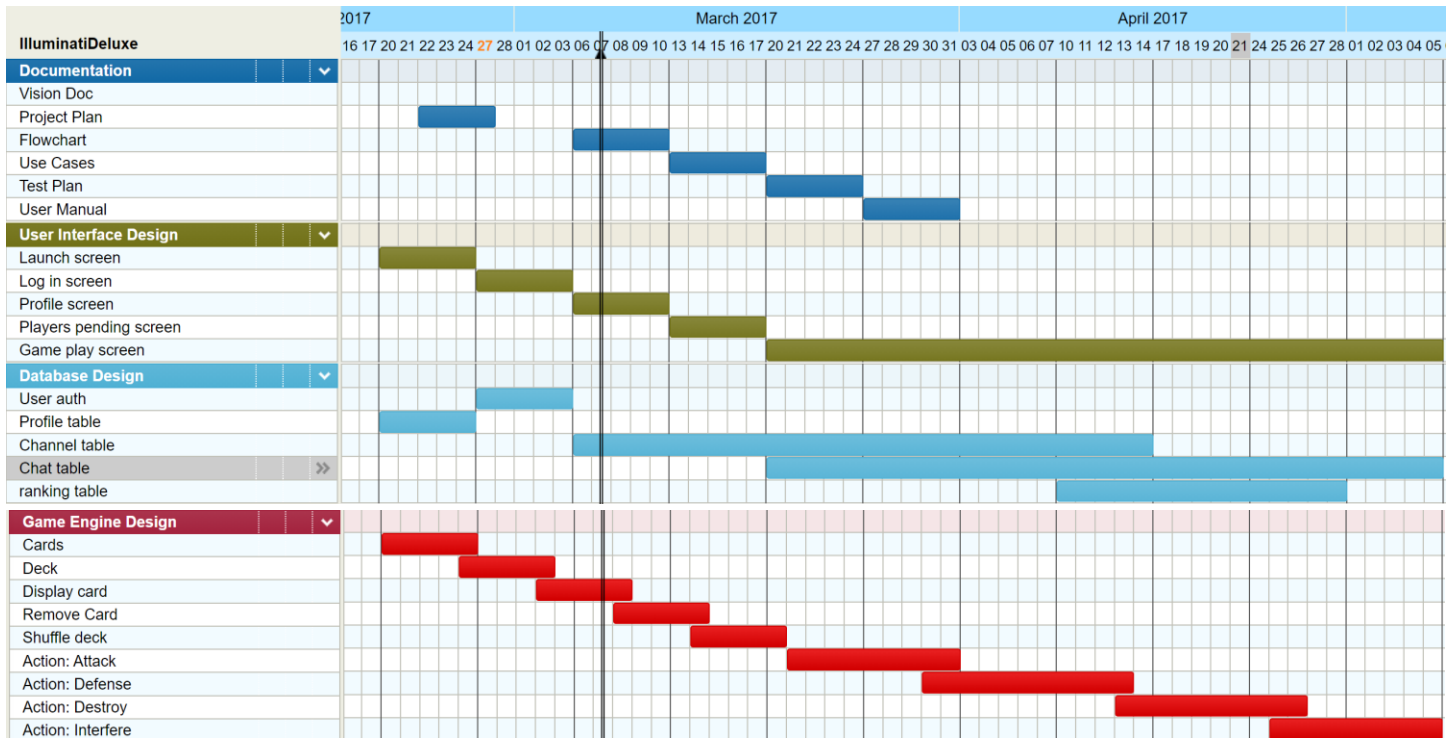 2017 March 2017 April 2017
IlluminatiDeluxe 16 17 20 21 22 23 24 27 28 01 02 03 06 07 08 09 10 13 14 15 16 17 20 21 22 23 24 27 28 29 30 31 03 04 05 06 07 10 11 12 13 14 17 18 19 20 21 24 25 26 27 28 01 02 03 04 05
Documentation
Vision Doc
Project Plan
Flowchart
Use Cases
Test Plan
User Manual
User Interface Design
Launch screen
Log in screen
Profile screen
Players pending screen
Game play screen
Database Design
User auth
Profile table
Channel table
Chat table
ranking table
Game Engine Design
Cards
Deck
Display card
Remove Card
Shuffle deck
Action: Attack
Action: Defense
Action: Destroy
Action: Interfere